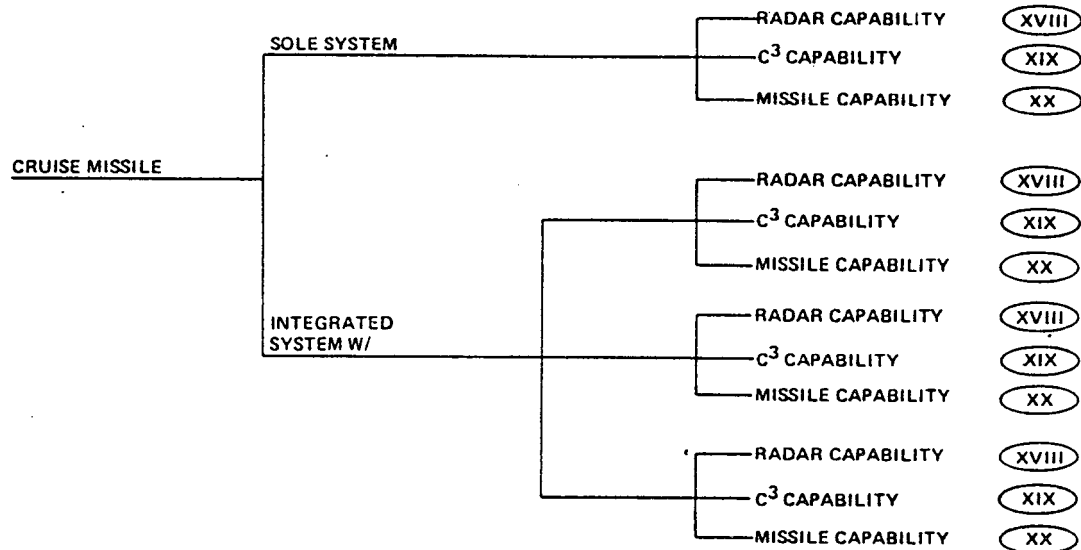 RADAR CAPABILITY XVIII
SOLE SYSTEM
C³ CAPABILITY XIX
MISSILE CAPABILITY XX
CRUISE MISSILE
RADAR CAPABILITY XVIII
C³ CAPABILITY XIX
MISSILE CAPABILITY XX
INTEGRATED
SYSTEM W/
RADAR CAPABILITY XVIII
C³ CAPABILITY XIX
MISSILE CAPABILITY XX
RADAR CAPABILITY XVIII
C³ CAPABILITY XIX
MISSILE CAPABILITY XX